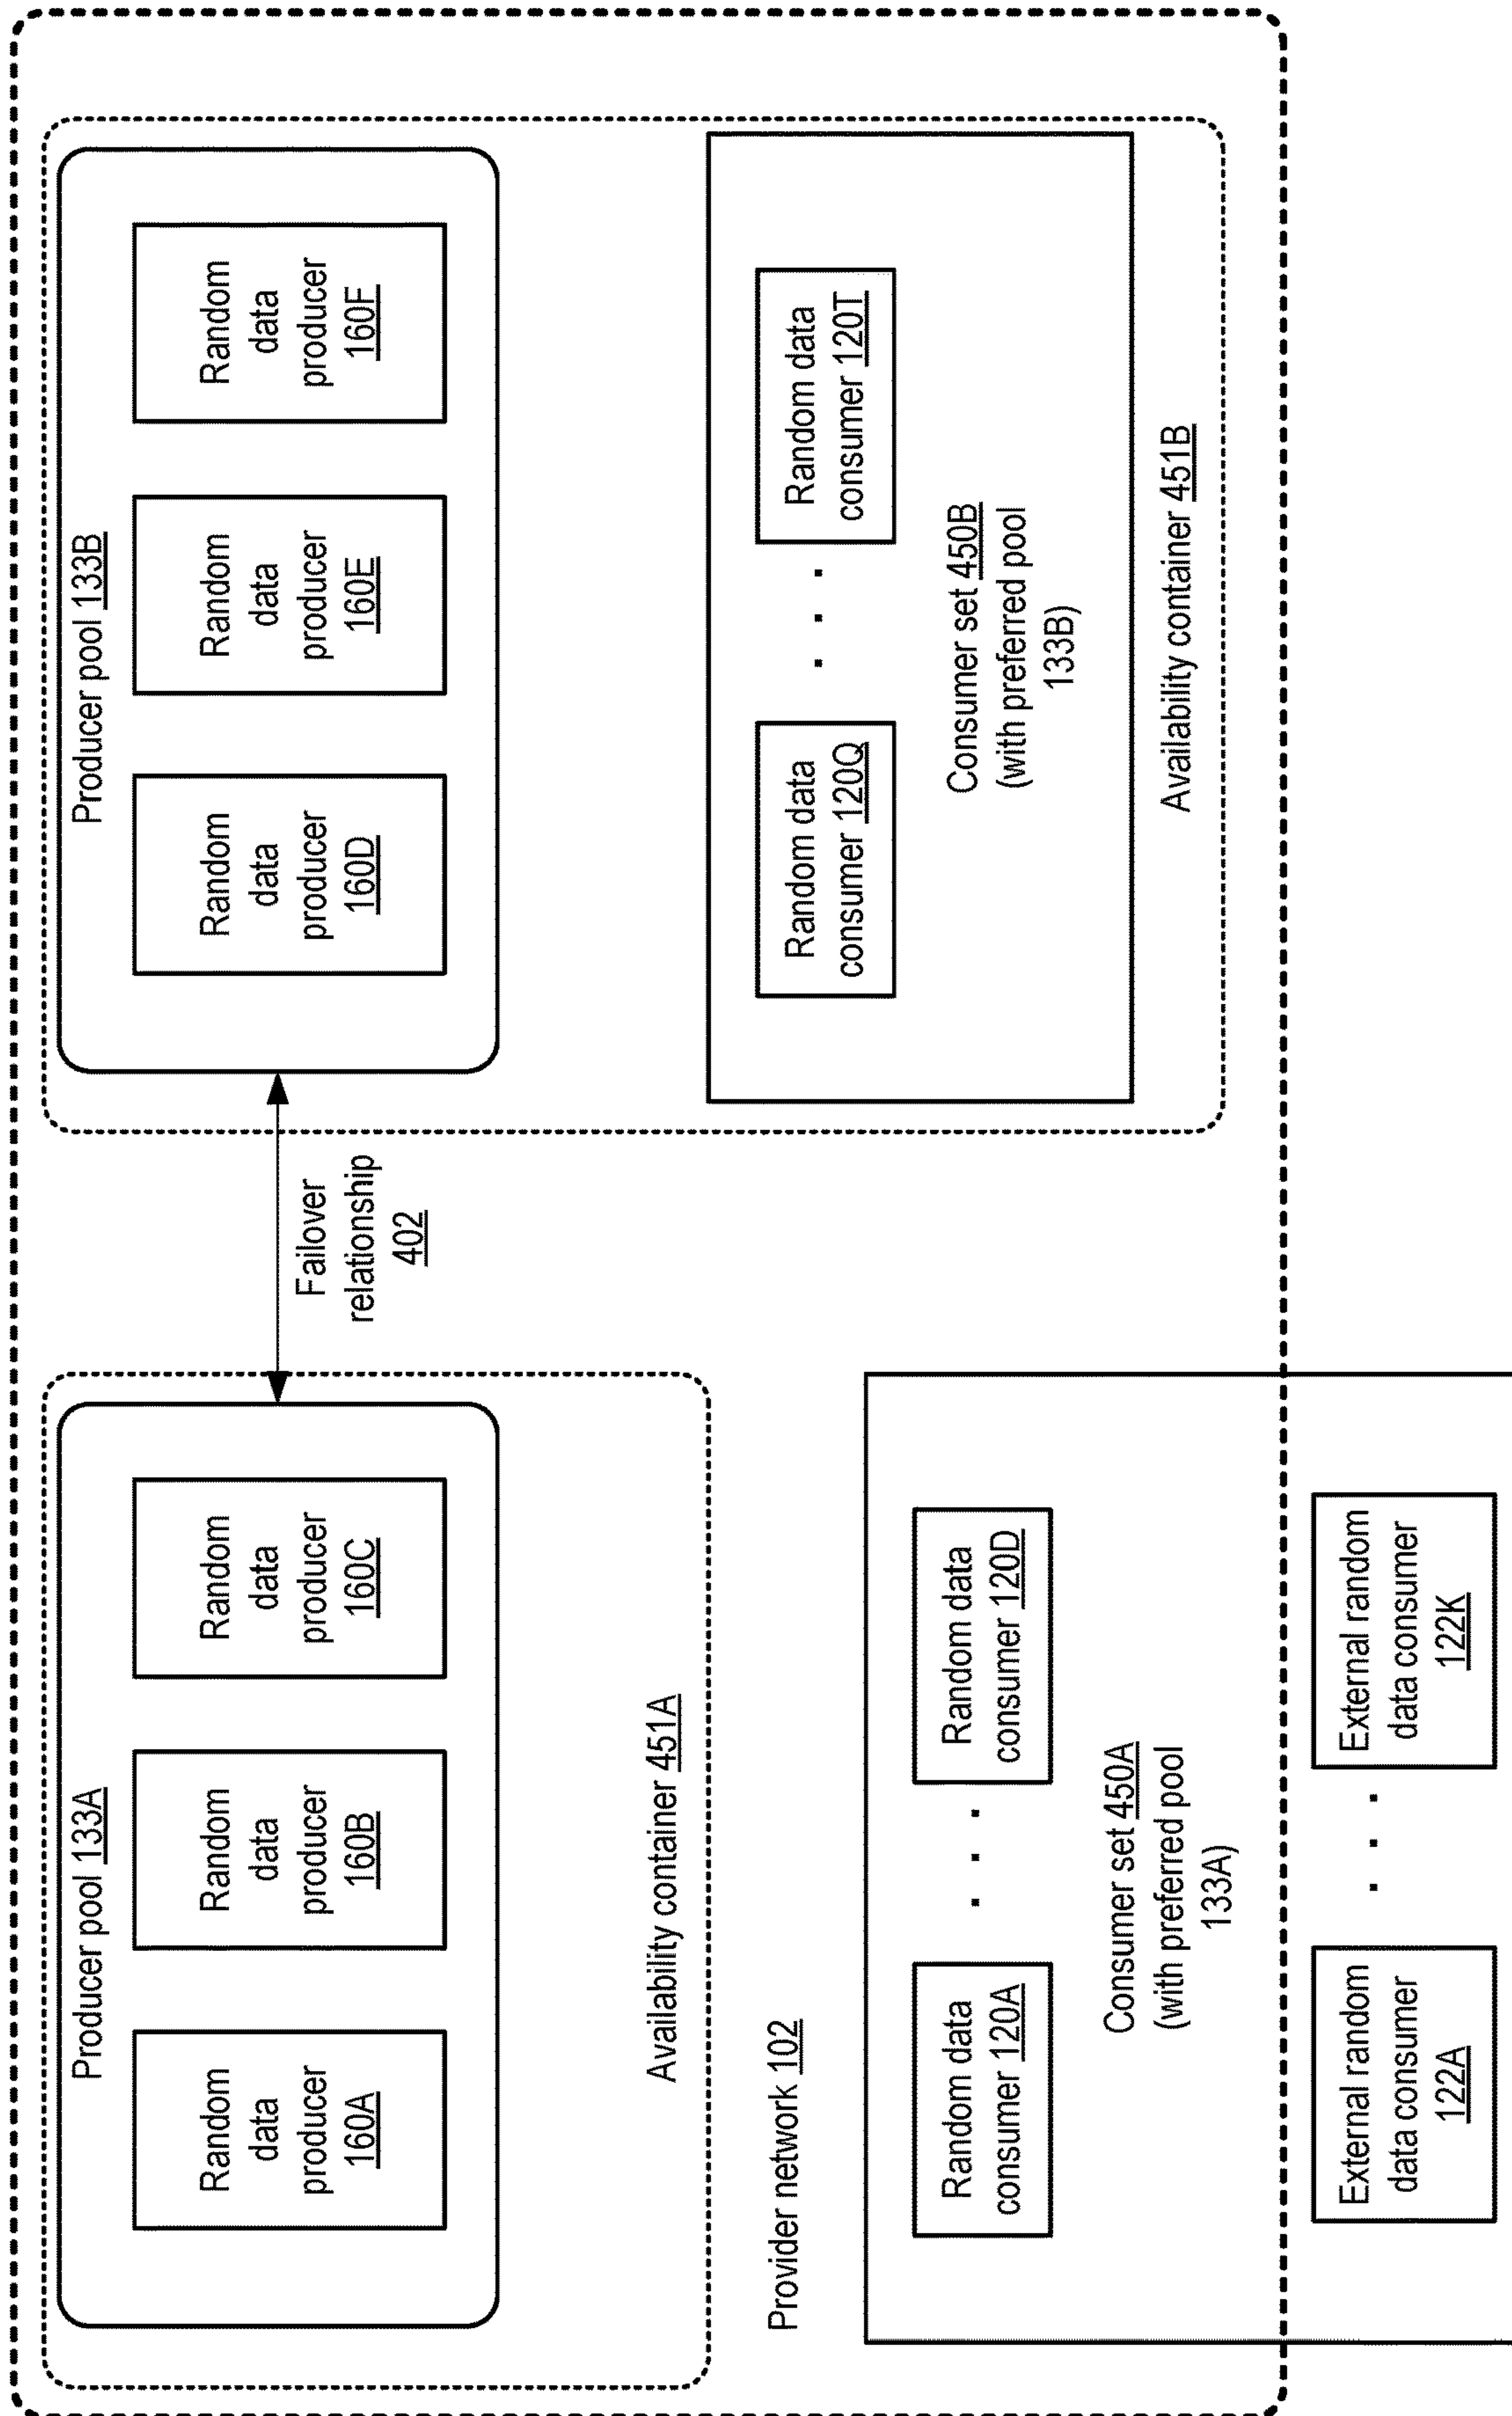 Producer pool 133A
Random
data
producer
160A
Random
data
producer
160B
Random
data
producer
160C
Availability container 451A
Failover
relationship
402
Producer pool 133B
Random
data
producer
160D
Random
data
producer
160E
Random
data
producer
160F
Random data
consumer 120Q
. . .
Random data
consumer 120T
Consumer set 450B
(with preferred pool
133B)
Availability container 451B
Provider network 102
Random data
consumer 120A
. . .
Random data
consumer 120D
Consumer set 450A
(with preferred pool
133A)
External random
data consumer
122A
. . .
External random
data consumer
122K